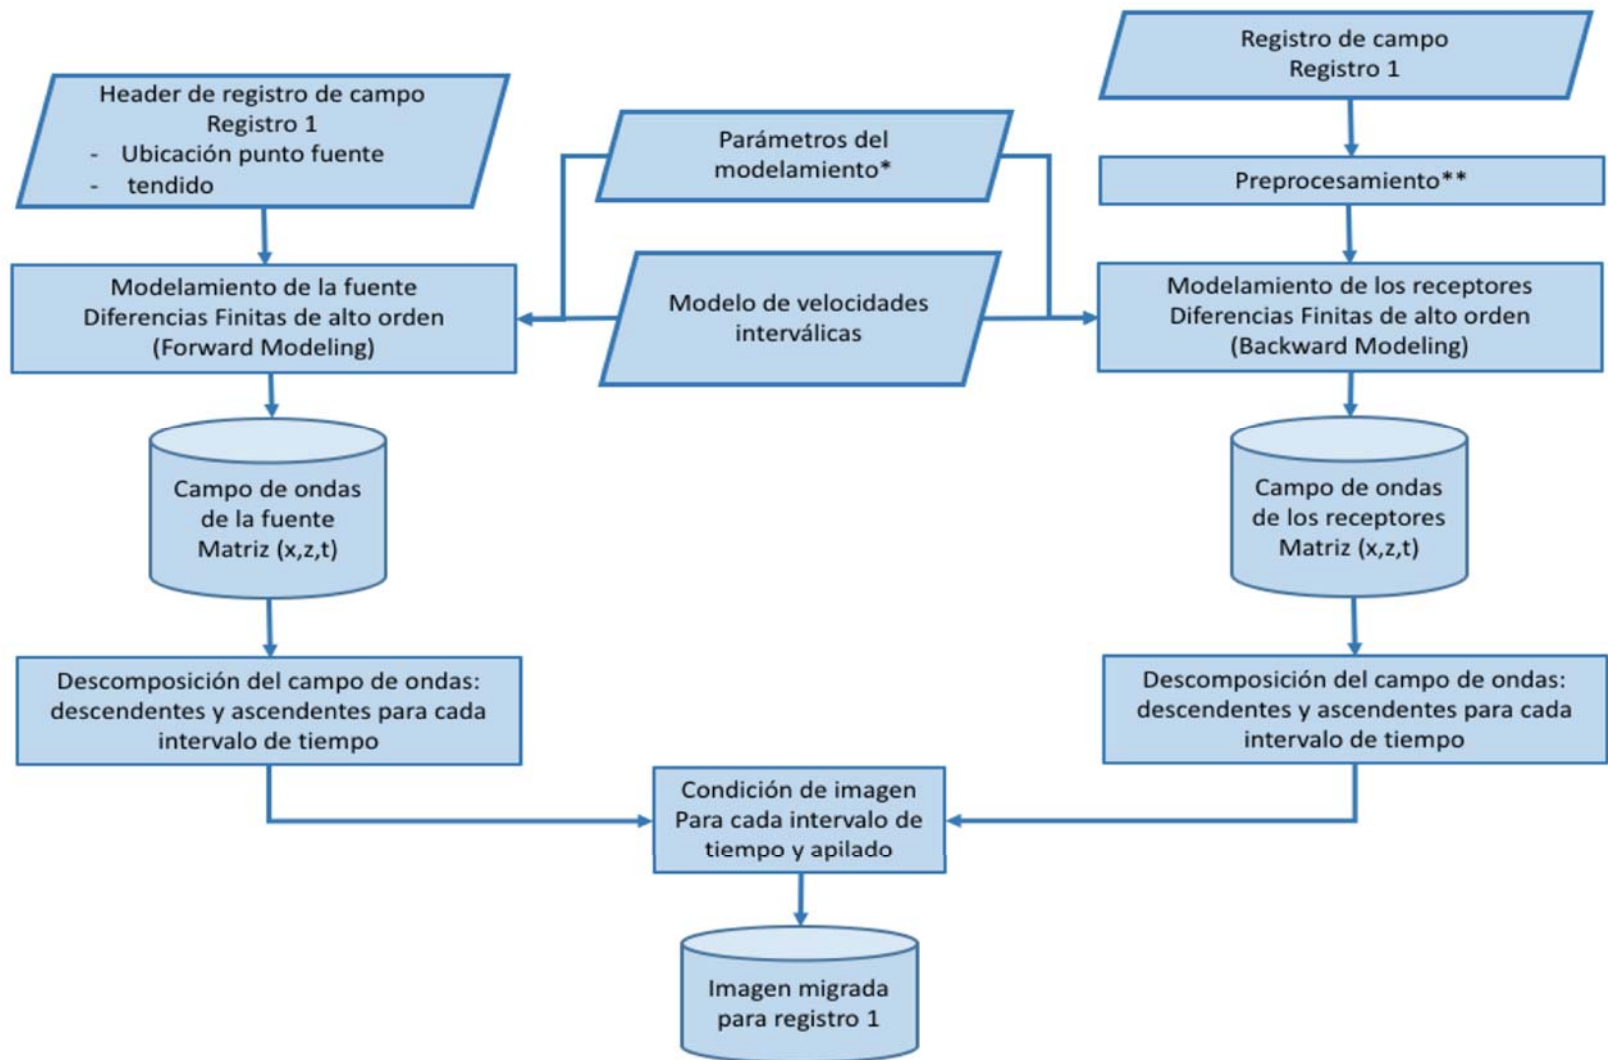 Header de registro de campo
Registro 1
- Ubicación punto fuente
- tendido
Parámetros del
modelamiento*
Registro de campo
Registro 1
Preprocesamiento**
Modelamiento de la fuente
Diferencias Finitas de alto orden
(Forward Modeling)
Modelo de velocidades
interválicas
Modelamiento de los receptores
Diferencias Finitas de alto orden
(Backward Modeling)
Campo de ondas
de la fuente
Matriz (x,z,t)
Campo de ondas
de los receptores
Matriz (x,z,t)
Descomposición del campo de ondas:
descendentes y ascendentes para cada
intervalo de tiempo
Descomposición del campo de ondas:
descendentes y ascendentes para cada
intervalo de tiempo
Condición de imagen
Para cada intervalo de
tiempo y apilado
Imagen migrada
para registro 1